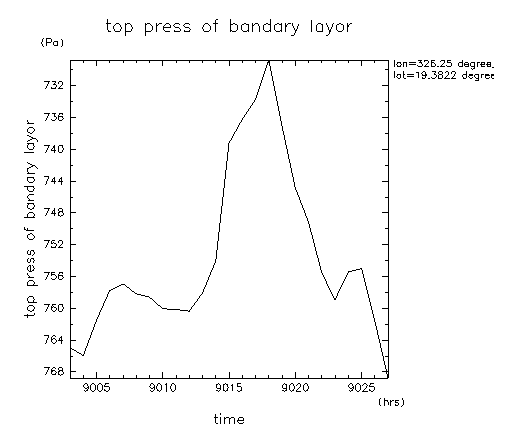 top press of bandary layor
(Pa)
lon=326.25 degree,
lat=19.3822 degree
732
736
740
744
748
752
756
760
764
768
top press of bandary layor
9005 9010 9015 9020 9025
(hrs)
time